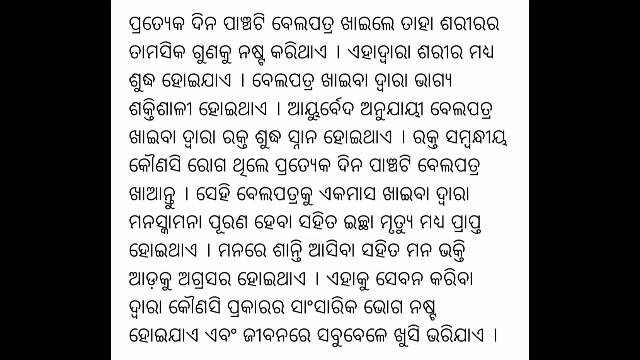 ପ୍ରତ୍ୟେକ ଦିନ ପାଞ୍ଚଟି ବେଲପତ୍ର ଖାଇଲେ ତାହା ଶରୀରର
ତାମସିକ ଗୁଣକୁ ନଷ୍ଟ କରିଥାଏ । ଏହାଦ୍ୱାରା ଶରୀର ମଧ୍ୟ
ଶୁଦ୍ଧ ହୋଇଯାଏ । ବେଲପତ୍ର ଖାଇବା ଦ୍ୱାରା ଭାଗ୍ୟ
ଶକ୍ତିଶାଳୀ ହୋଇଥାଏ । ଆୟୁର୍ବେଦ ଅନୁଯାୟୀ ବେଲପତ୍ର
ଖାଇବା ଦ୍ୱାରା ରକ୍ତ ଶୁଦ୍ଧ ସ୍ନାନ ହୋଇଥାଏ । ରକ୍ତ ସମ୍ବନ୍ଧୀୟ
କୌଣସି ରୋଗ ଥିଲେ ପ୍ରତ୍ୟେକ ଦିନ ପାଞ୍ଚଟି ବେଲପତ୍ର
ଖାଆନ୍ତୁ । ସେହି ବେଲପତ୍ରକୁ ଏକମାସ ଖାଇବା ଦ୍ୱାରା
ମନସ୍କାମନା ପୂରଣ ହେବା ସହିତ ଇଚ୍ଛା ମୃତ୍ୟୁ ମଧ୍ୟ ପ୍ରାପ୍ତ
ହୋଇଥାଏ । ମନରେ ଶାନ୍ତି ଆସିବା ସହିତ ମନ ଭକ୍ତି
ଆଡ଼କୁ ଅଗ୍ରସର ହୋଇଥାଏ । ଏହାକୁ ସେବନ କରିବା
ଦ୍ୱାରା କୌଣସି ପ୍ରକାରର ସାଂସାରିକ ଭୋଗ ନଷ୍ଟ
ହୋଇଯାଏ ଏବଂ ଜୀବନରେ ସବୁବେଳେ ଖୁସି ଭରିଯାଏ ।